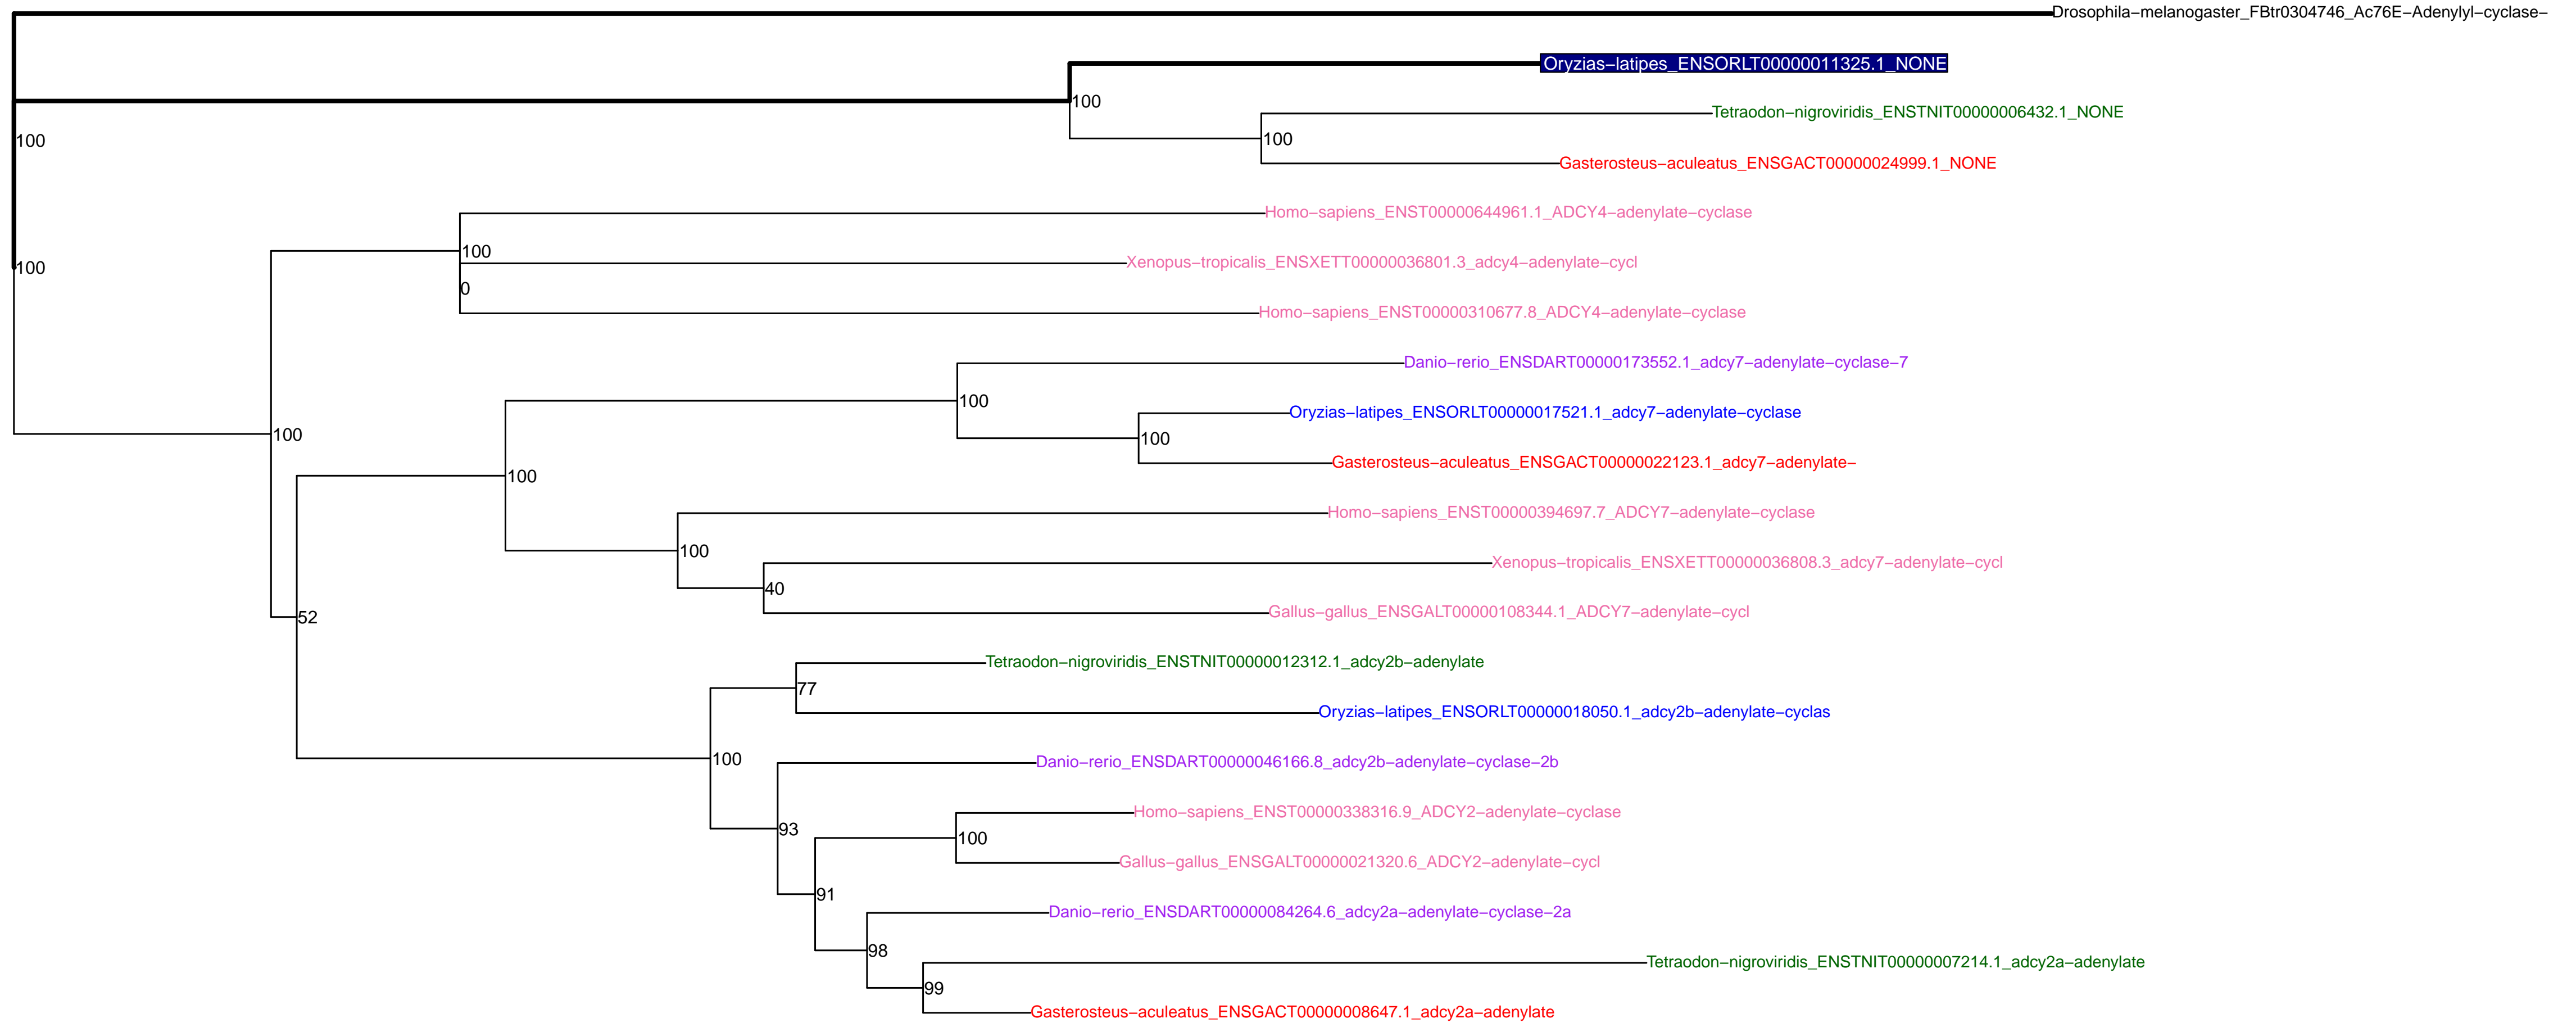 Drosophila−melanogaster_FBtr0304746_Ac76E−Adenylyl−cyclase−
Oryzias−latipes_ENSORLT00000011325.1_NONE
100
Tetraodon−nigroviridis_ENSTNIT00000006432.1_NONE
100
100
Gasterosteus−aculeatus_ENSGACT00000024999.1_NONE
Homo−sapiens_ENST00000644961.1_ADCY4−adenylate−cyclase
100
Xenopus−tropicalis_ENSXETT00000036801.3_adcy4−adenylate−cycl
100
0
Homo−sapiens_ENST00000310677.8_ADCY4−adenylate−cyclase
Danio−rerio_ENSDART00000173552.1_adcy7−adenylate−cyclase−7
100
Oryzias−latipes_ENSORLT00000017521.1_adcy7−adenylate−cyclase
100
100
Gasterosteus−aculeatus_ENSGACT00000022123.1_adcy7−adenylate−
100
Homo−sapiens_ENST00000394697.7_ADCY7−adenylate−cyclase
100
Xenopus−tropicalis_ENSXETT00000036808.3_adcy7−adenylate−cycl
40
Gallus−gallus_ENSGALT00000108344.1_ADCY7−adenylate−cycl
52
Tetraodon−nigroviridis_ENSTNIT00000012312.1_adcy2b−adenylate
77
Oryzias−latipes_ENSORLT00000018050.1_adcy2b−adenylate−cyclas
100
Danio−rerio_ENSDART00000046166.8_adcy2b−adenylate−cyclase−2b
Homo−sapiens_ENST00000338316.9_ADCY2−adenylate−cyclase
93
100
Gallus−gallus_ENSGALT00000021320.6_ADCY2−adenylate−cycl
91
Danio−rerio_ENSDART00000084264.6_adcy2a−adenylate−cyclase−2a
98
Tetraodon−nigroviridis_ENSTNIT00000007214.1_adcy2a−adenylate
99
Gasterosteus−aculeatus_ENSGACT00000008647.1_adcy2a−adenylate